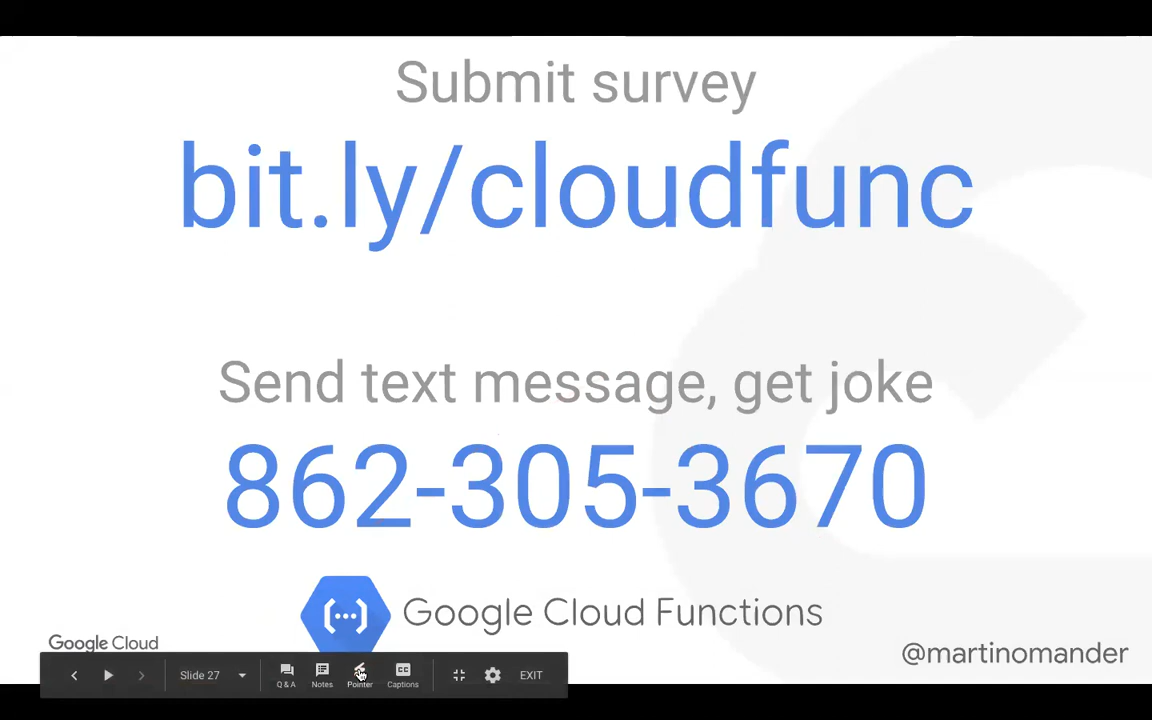 Submit survey
bit.ly/cloudfunc
Send text message, get joke
862-305-3670
Google Cloud Functions
Google Cloud
@martinomander
Slide 27
Q & A
Notes
Pointer
CC
Captions
EXIT